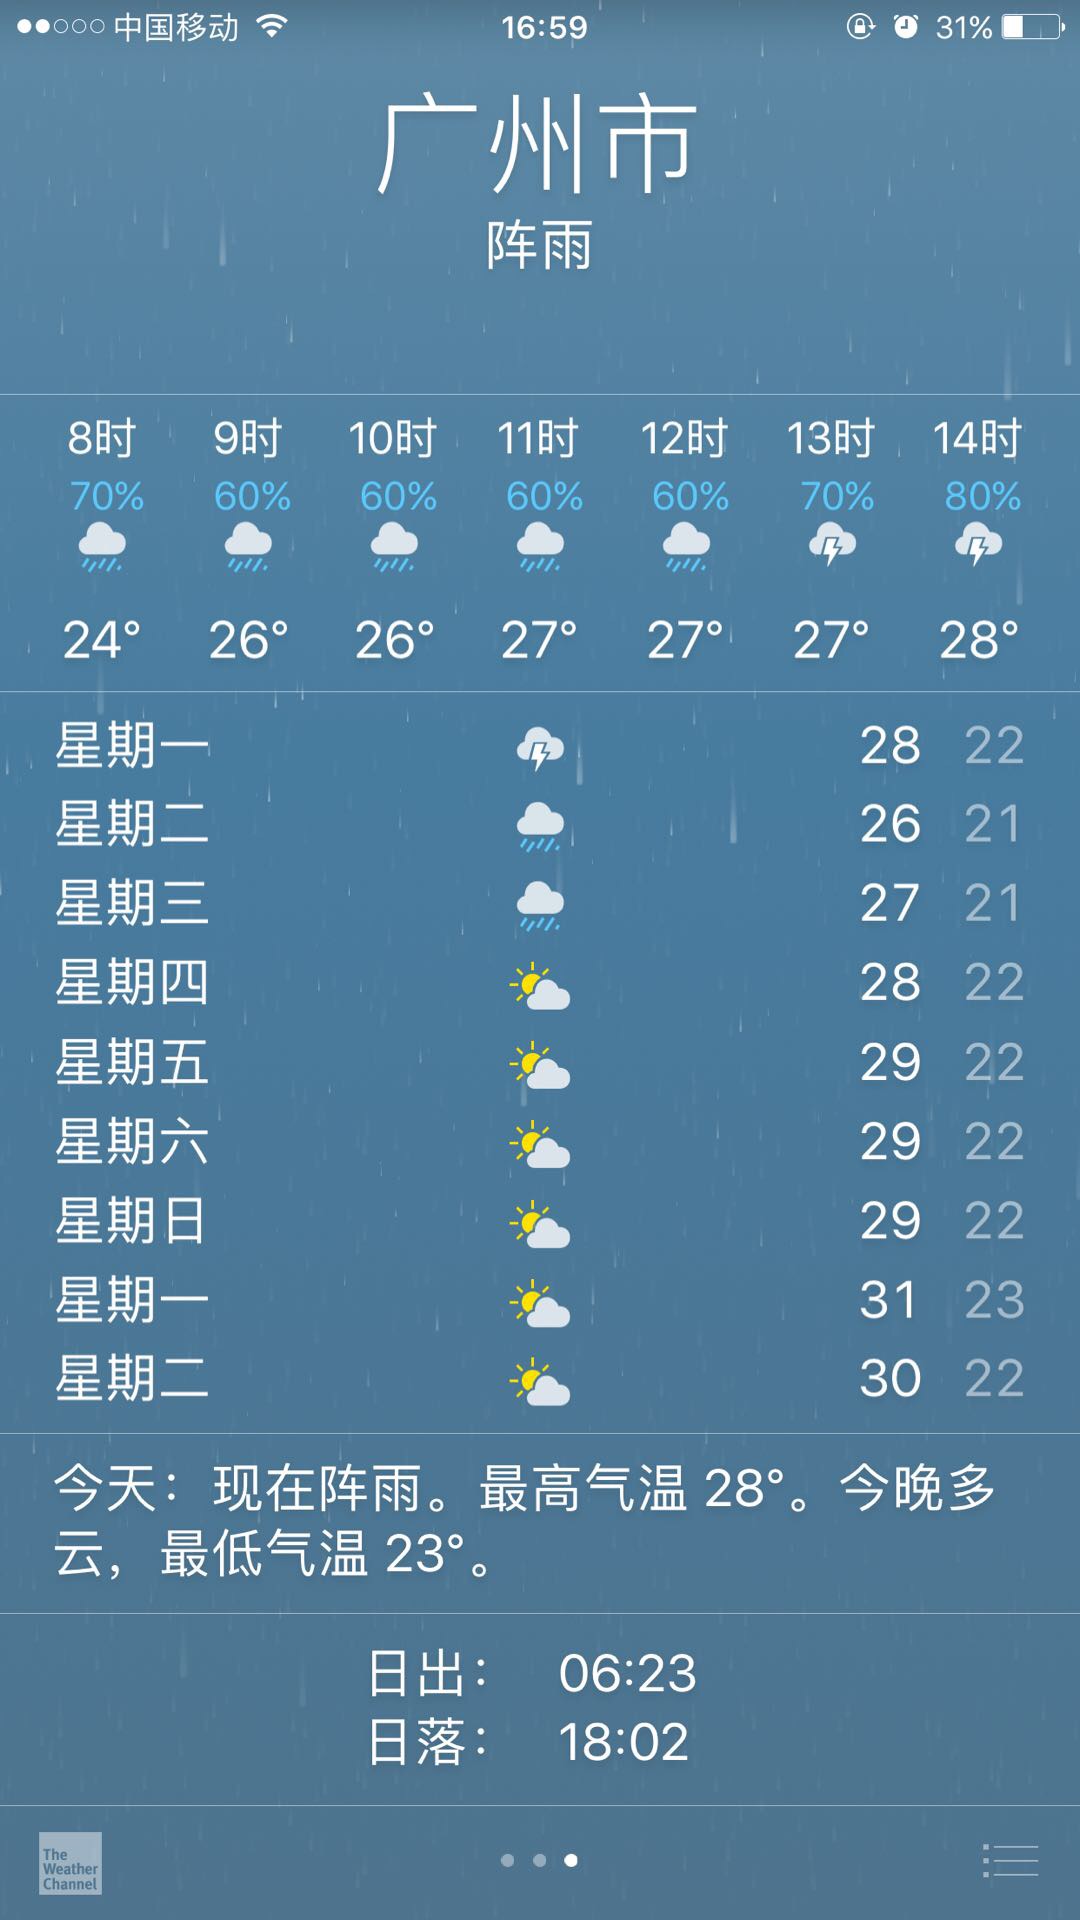 中国移动 16:59 31%
广州市
阵雨
8时 9时 10时 11时 12时 13时 14时
70% 60% 60% 60% 60% 70% 80%
24° 26° 26° 27° 27° 27° 28°
星期一 28 22
星期二 26 21
星期三 27 21
星期四 28 22
星期五 29 22
星期六 29 22
星期日 29 22
星期一 31 23
星期二 30 22
今天：现在阵雨。最高气温 28°。今晚多
云，最低气温 23°。
日出： 06:23
日落： 18:02
The
Weather
Channel